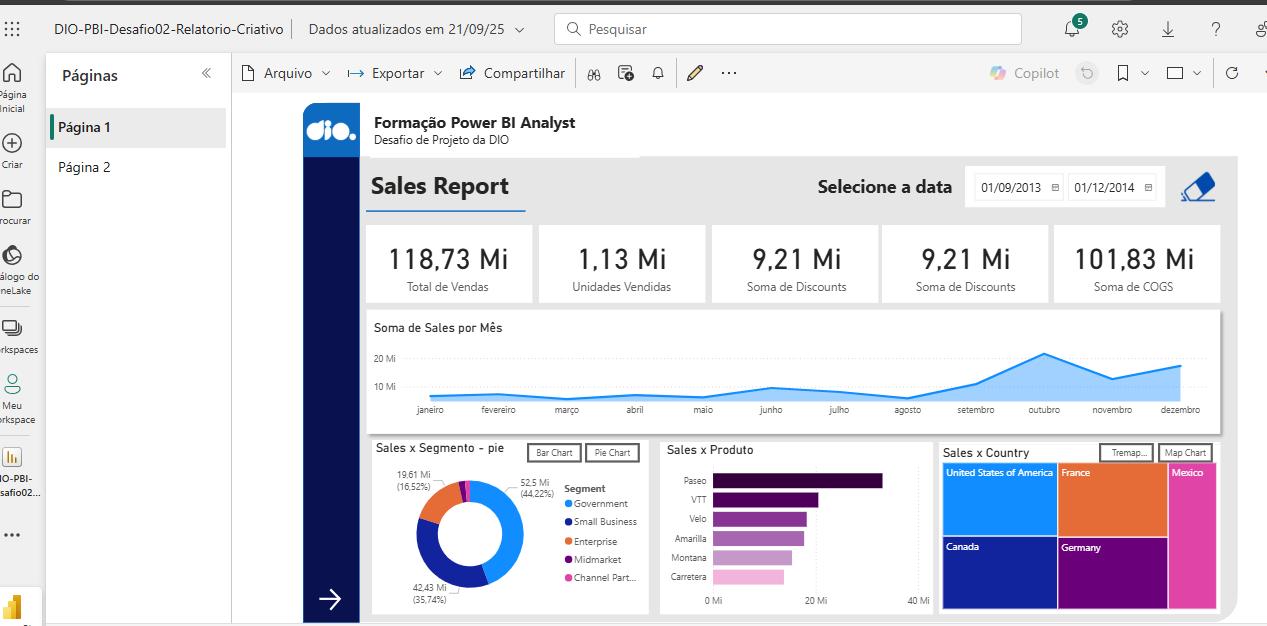 DIO-PBI-Desafio02-Relatorio-Criativo
Dados atualizados em 21/09/25
Pesquisar
5
Página
Inicial
Criar
rocurar
álogo do
neLake
rkspaces
Meu
orkspace
IO-PBI-
safio02...
Páginas
Página 1
Página 2
Arquivo
Exportar
Compartilhar
Copilot
dio.
Formação Power BI Analyst
Desafio de Projeto da DIO
Sales Report
Selecione a data
01/09/2013
01/12/2014
118,73 Mi
Total de Vendas
1,13 Mi
Unidades Vendidas
9,21 Mi
Soma de Discounts
9,21 Mi
Soma de Discounts
101,83 Mi
Soma de COGS
Soma de Sales por Mês
20 Mi
10 Mi
janeiro fevereiro março abril maio junho julho agosto setembro outubro novembro dezembro
Sales x Segmento - pie
Bar Chart
Pie Chart
19,61 Mi
(16,52%)
52,5 Mi
(44,22%)
42,43 Mi
(35,74%)
Segment
Government
Small Business
Enterprise
Midmarket
Channel Part...
Sales x Produto
Paseo
VTT
Velo
Amarilla
Montana
Carretera
0 Mi 20 Mi 40 Mi
Sales x Country
Tremap...
Map Chart
United States of America
France
Mexico
Canada
Germany